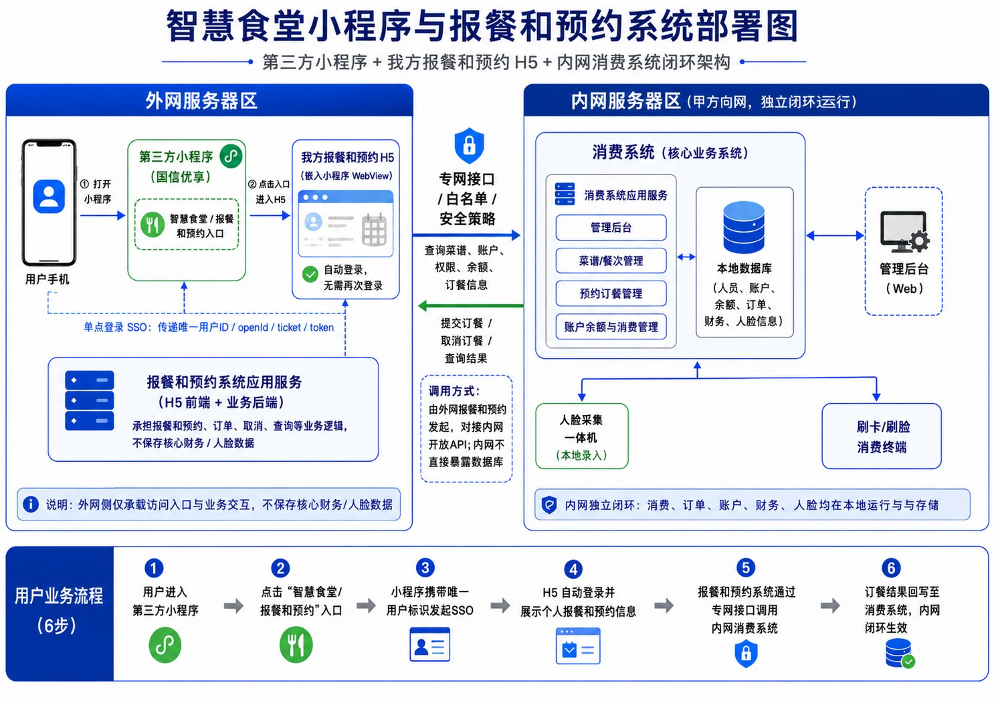 智慧食堂小程序与报餐和预约系统部署图
第三方小程序 + 我方报餐和预约 H5 + 内网消费系统闭环架构
外网服务器区
用户手机
① 打开
小程序
第三方小程序
（国信优享）
智慧食堂 / 报餐
和预约入口
② 点击入口
进入H5
我方报餐和预约 H5
（嵌入小程序 WebView）
自动登录，
无需再次登录
单点登录 SSO：传递唯一用户ID / openId / ticket / token
报餐和预约系统应用服务
（H5 前端 + 业务后端）
承担报餐和预约、订单、取消、查询等业务逻辑，
不保存核心财务 / 人脸数据
说明：外网侧仅承载访问入口与业务交互，不保存核心财务/人脸数据
专网接口
/ 白名单 /
安全策略
查询菜谱、账户、
权限、余额、
订餐信息
提交订餐 /
取消订餐 /
查询结果
调用方式：
由外网报餐和预约
发起，对接内网
开放API；内网不
直接暴露数据库
内网服务器区（甲方向网，独立闭环运行）
消费系统（核心业务系统）
消费系统应用服务
管理后台
菜谱/餐次管理
预约订餐管理
账户余额与消费管理
本地数据库
（人员、账户、
余额、订单、
财务、人脸信息）
管理后台
（Web）
人脸采集
一体机
（本地录入）
刷卡/刷脸
消费终端
内网独立闭环：消费、订单、账户、财务、人脸均在本地运行与与存储
用户业务流程
（6步）
1
用户进入
第三方小程序
2
点击“智慧食堂/
报餐和预约”入口
3
小程序携带唯一
用户标识发起SSO
4
H5 自动登录并
展示个人报餐和预约信息
5
报餐和预约系统通过
专网接口调用
内网消费系统
6
订餐结果回写至
消费系统，内网
闭环生效